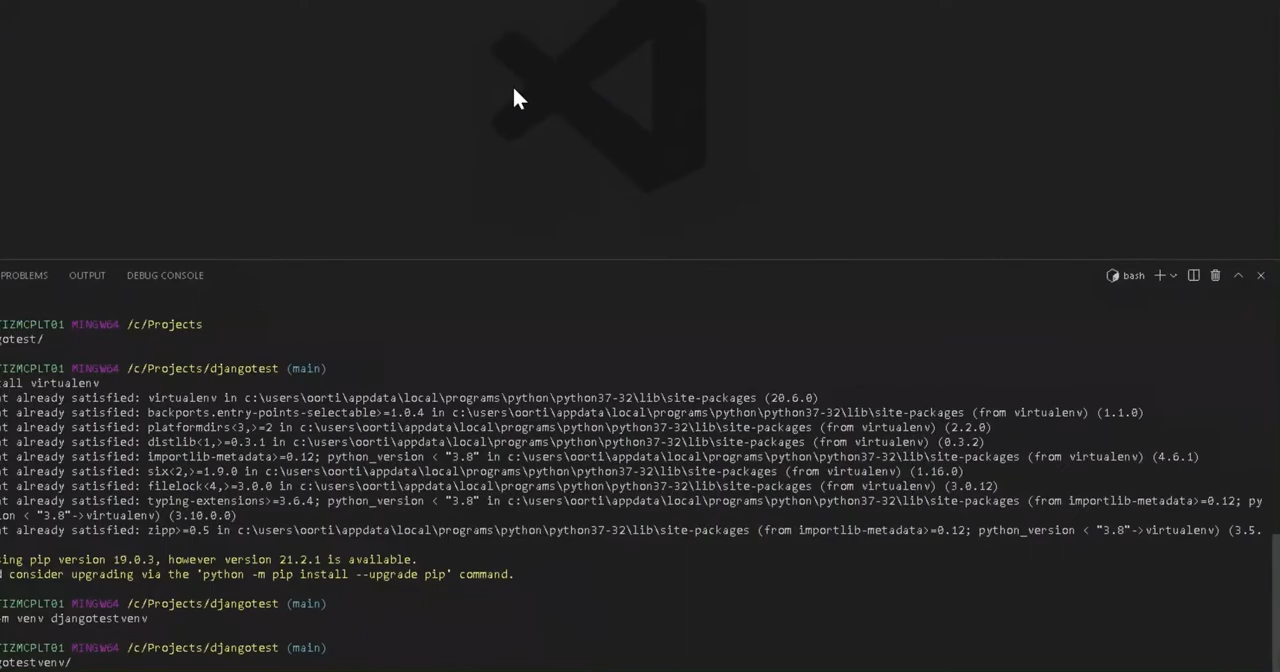 PROBLEMS OUTPUT DEBUG CONSOLE bash
TIZMCPLT01 MINGW64 /c/Projects
gotest/
TIZMCPLT01 MINGW64 /c/Projects/djangotest (main)
tall virtualenv
nt already satisfied: virtualenv in c:\users\oorti\appdata\local\programs\python\python37-32\lib\site-packages (20.6.0)
nt already satisfied: backports.entry-points-selectable>=1.0.4 in c:\users\oorti\appdata\local\programs\python\python37-32\lib\site-packages (from virtualenv) (1.1.0)
nt already satisfied: platformdirs<3,>=2 in c:\users\oorti\appdata\local\programs\python\python37-32\lib\site-packages (from virtualenv) (2.2.0)
nt already satisfied: distlib<1,>=0.3.1 in c:\users\oorti\appdata\local\programs\python\python37-32\lib\site-packages (from virtualenv) (0.3.2)
nt already satisfied: importlib-metadata>=0.12; python_version < "3.8" in c:\users\oorti\appdata\local\programs\python\python37-32\lib\site-packages (from virtualenv) (4.6.1)
nt already satisfied: six<2,>=1.9.0 in c:\users\oorti\appdata\local\programs\python\python37-32\lib\site-packages (from virtualenv) (1.16.0)
nt already satisfied: filelock<4,>=3.0.0 in c:\users\oorti\appdata\local\programs\python\python37-32\lib\site-packages (from virtualenv) (3.0.12)
nt already satisfied: typing-extensions>=3.6.4; python_version < "3.8" in c:\users\oorti\appdata\local\programs\python\python37-32\lib\site-packages (from importlib-metadata>=0.12; py
on < "3.8"->virtualenv) (3.10.0.0)
nt already satisfied: zipp>=0.5 in c:\users\oorti\appdata\local\programs\python\python37-32\lib\site-packages (from importlib-metadata>=0.12; python_version < "3.8"->virtualenv) (3.5.
ing pip version 19.0.3, however version 21.2.1 is available.
d consider upgrading via the 'python -m pip install --upgrade pip' command.
TIZMCPLT01 MINGW64 /c/Projects/djangotest (main)
-m venv djangotestvenv
TIZMCPLT01 MINGW64 /c/Projects/djangotest (main)
gotestvenv/